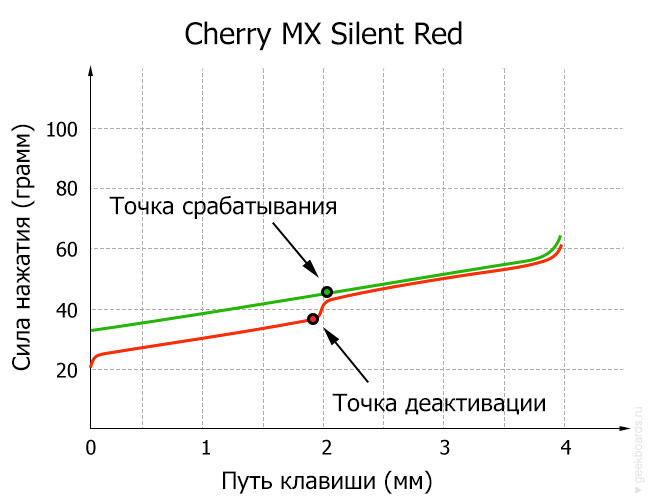 Cherry MX Silent Red
Сила нажатия (грамм)
100
80
Точка срабатывания
60
40
20
Точка деактивации
0
1
2
3
4
Путь клавиши (мм)
geekboards.ru